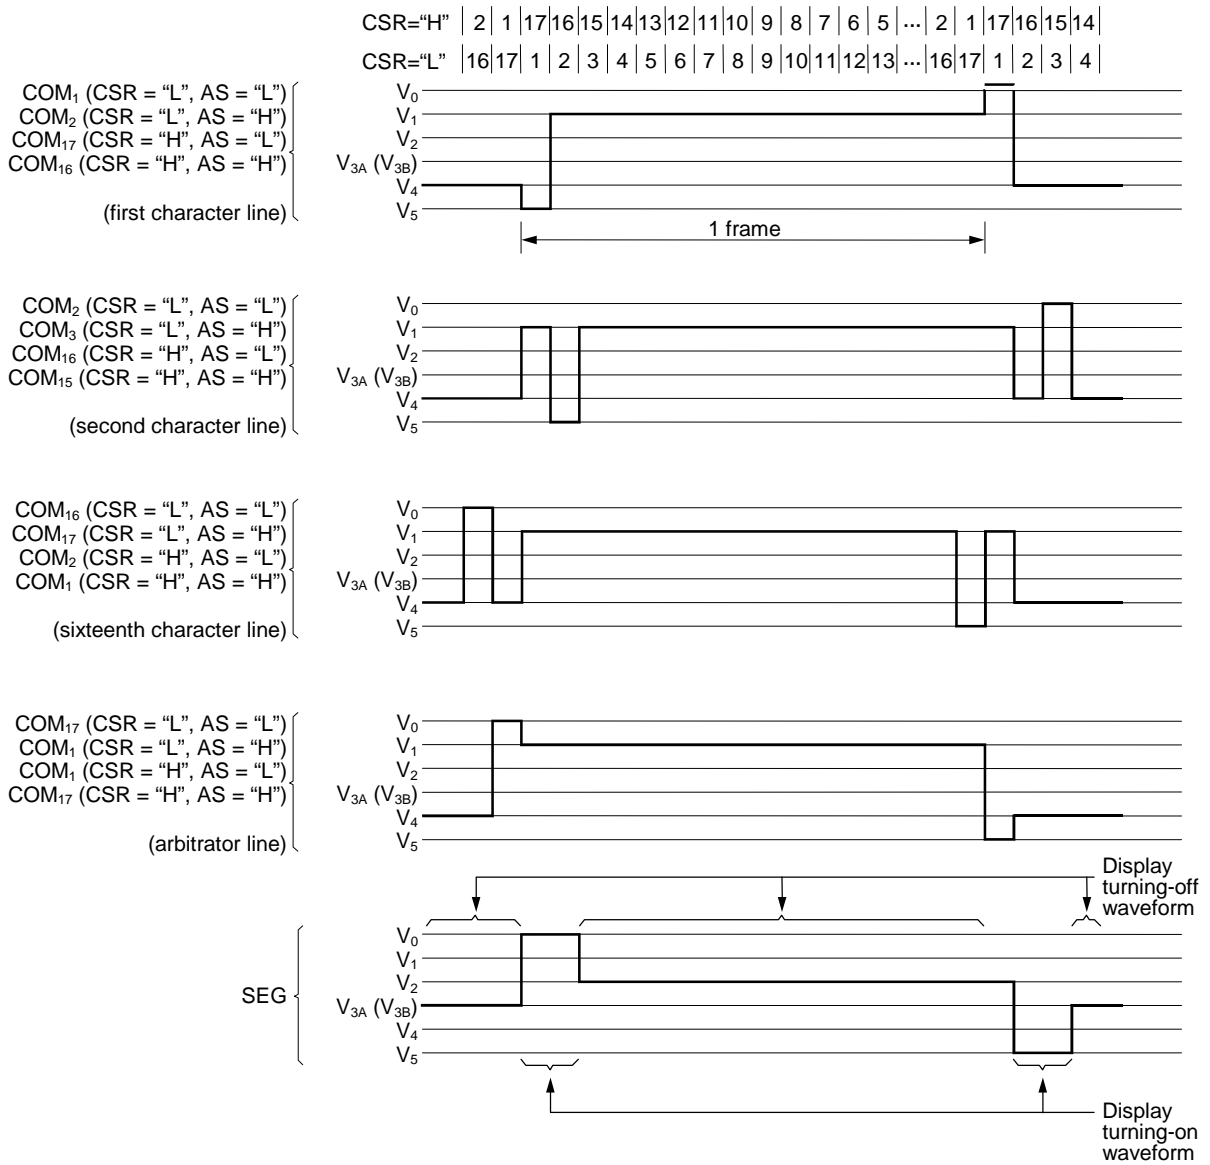 CSR=“H” 2 1 17 16 15 14 13 12 11 10 9 8 7 6 5 ... 2 1 17 16 15 14
CSR=“L” 16 17 1 2 3 4 5 6 7 8 9 10 11 12 13 ... 16 17 1 2 3 4
COM1 (CSR = “L”, AS = “L”)
COM2 (CSR = “L”, AS = “H”)
COM17 (CSR = “H”, AS = “L”)
COM16 (CSR = “H”, AS = “H”)
(first character line)
V0
V1
V2
V3A (V3B)
V4
V5
1 frame
COM2 (CSR = “L”, AS = “L”)
COM3 (CSR = “L”, AS = “H”)
COM16 (CSR = “H”, AS = “L”)
COM15 (CSR = “H”, AS = “H”)
(second character line)
V0
V1
V2
V3A (V3B)
V4
V5
COM16 (CSR = “L”, AS = “L”)
COM17 (CSR = “L”, AS = “H”)
COM2 (CSR = “H”, AS = “L”)
COM1 (CSR = “H”, AS = “H”)
(sixteenth character line)
V0
V1
V2
V3A (V3B)
V4
V5
COM17 (CSR = “L”, AS = “L”)
COM1 (CSR = “L”, AS = “H”)
COM1 (CSR = “H”, AS = “L”)
COM17 (CSR = “H”, AS = “H”)
(arbitrator line)
V0
V1
V2
V3A (V3B)
V4
V5
Display
turning-off
waveform
SEG
V0
V1
V2
V3A (V3B)
V4
V5
Display
turning-on
waveform